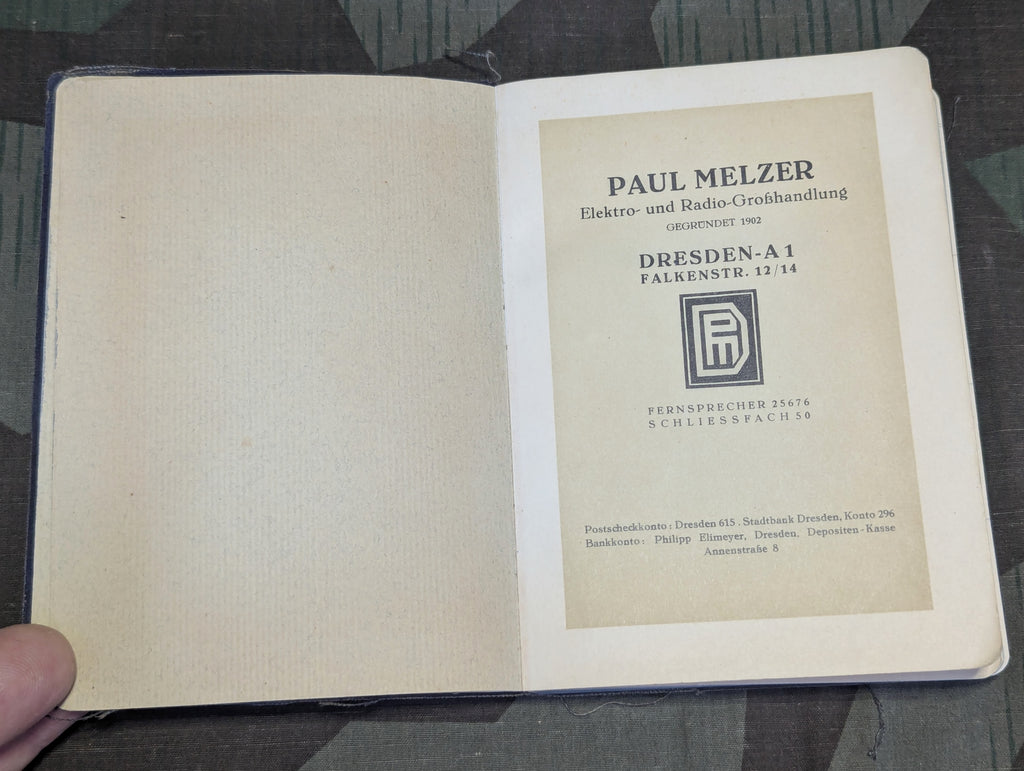 PAUL MELZER
Elektro- und Radio-Großhandlung
GEGRÜNDET 1902
DRESDEN-A 1
FALKENSTR. 12/14
DPM
FERNSPRECHER 25676
SCHLIESSFACH 50
Postscheckkonto: Dresden 615 . Stadtbank Dresden, Konto 296
Bankkonto: Philipp Elimeyer, Dresden, Depositen-Kasse
Annenstraße 8